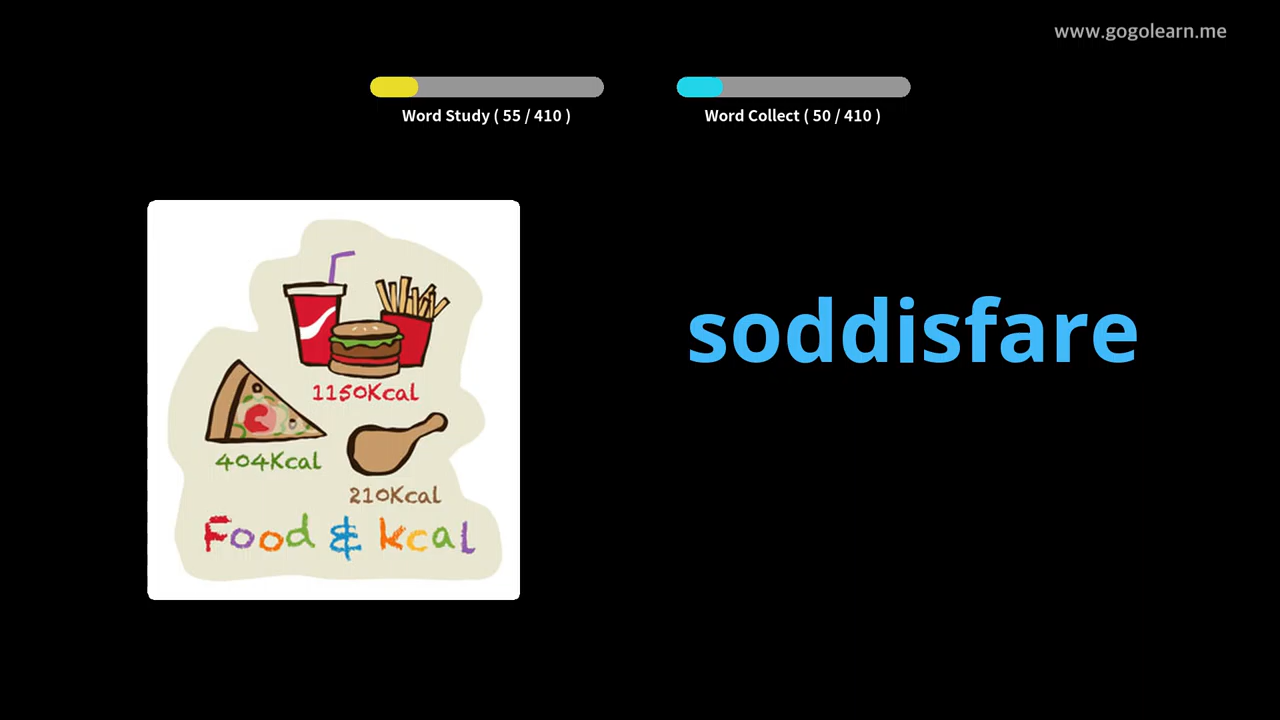 www.gogolearn.me
Word Study ( 55 / 410 )
Word Collect ( 50 / 410 )
soddisfare
1150Kcal
404Kcal
210Kcal
Food & kcal